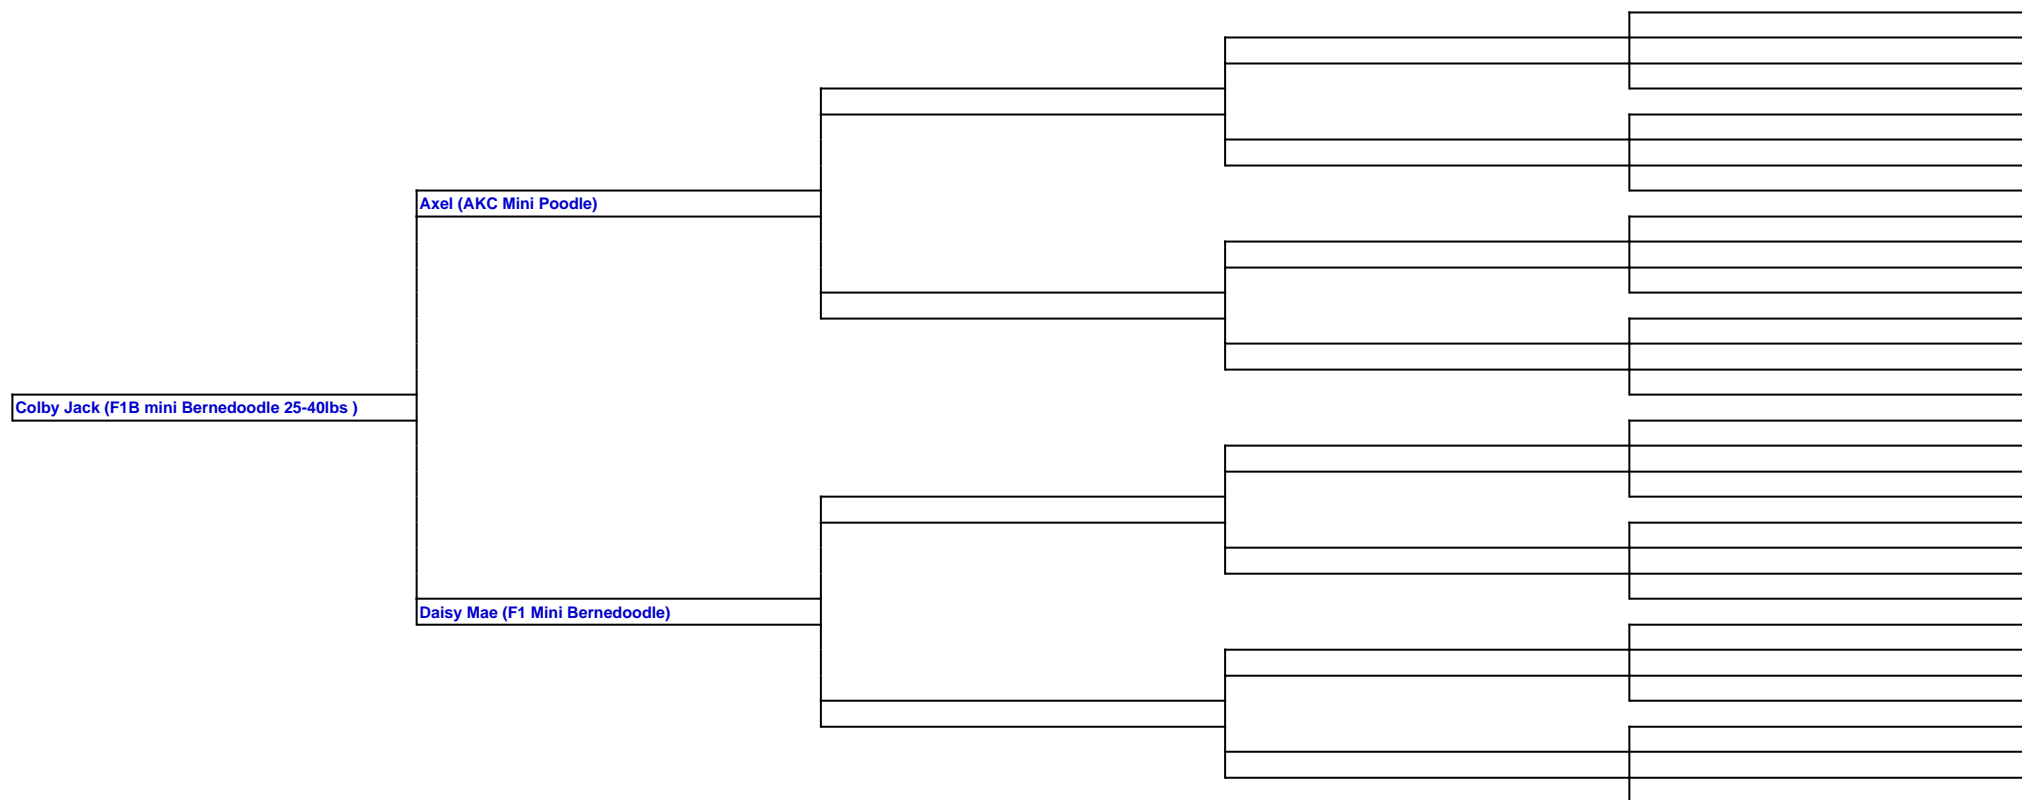 Axel (AKC Mini Poodle)
Colby Jack (F1B mini Bernedoodle 25-40lbs )
Daisy Mae (F1 Mini Bernedoodle)